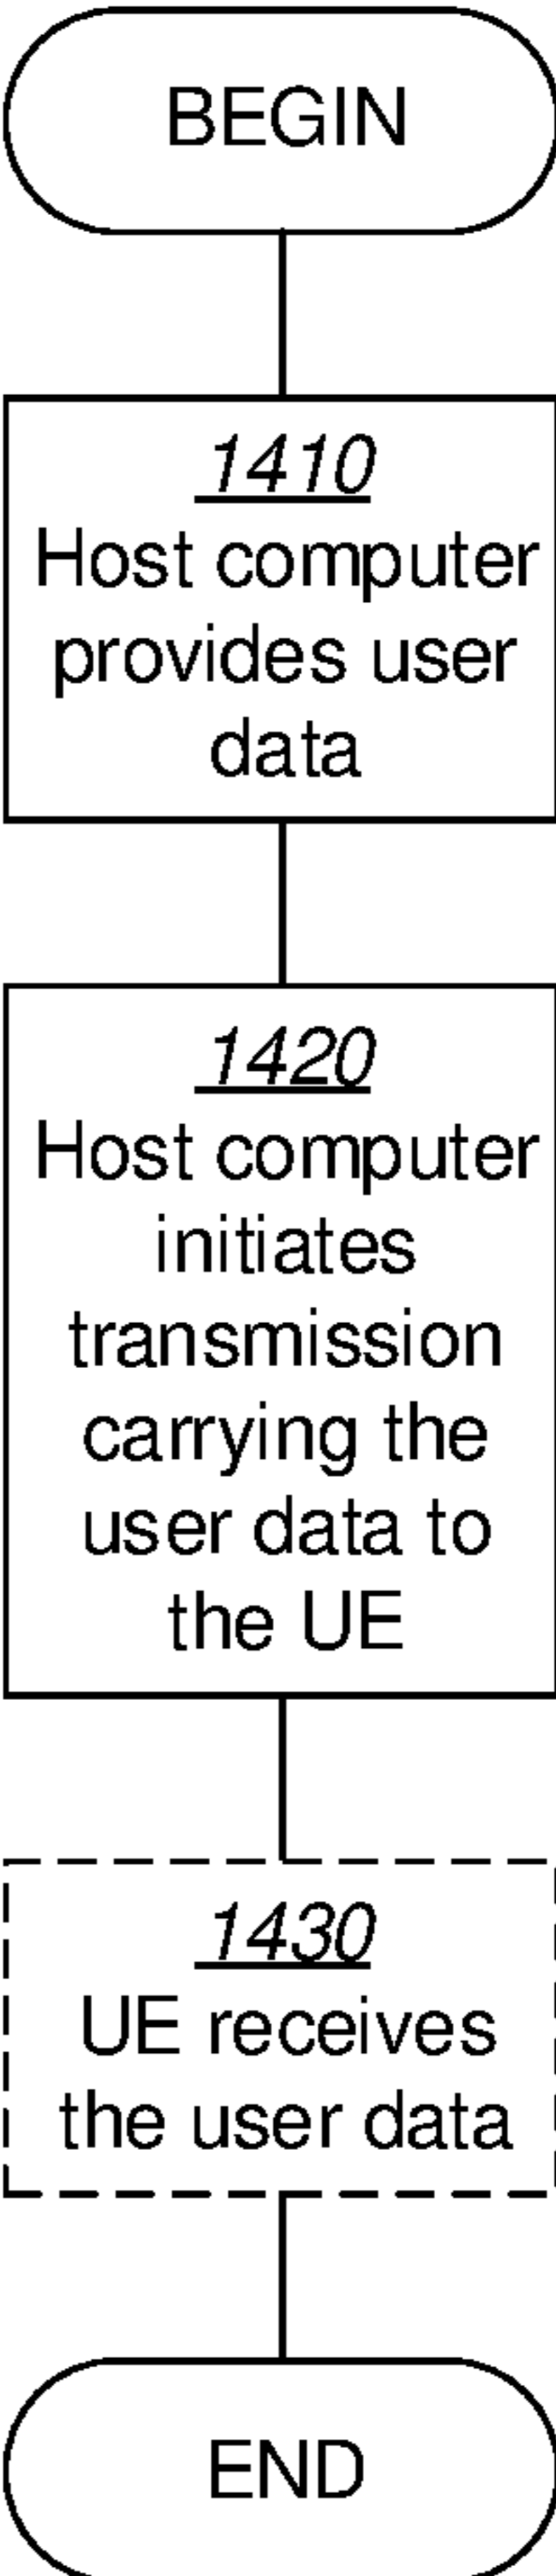 BEGIN
1410
Host computer
provides user
data
1420
Host computer
initiates
transmission
carrying the
user data to
the UE
1430
UE receives
the user data
END